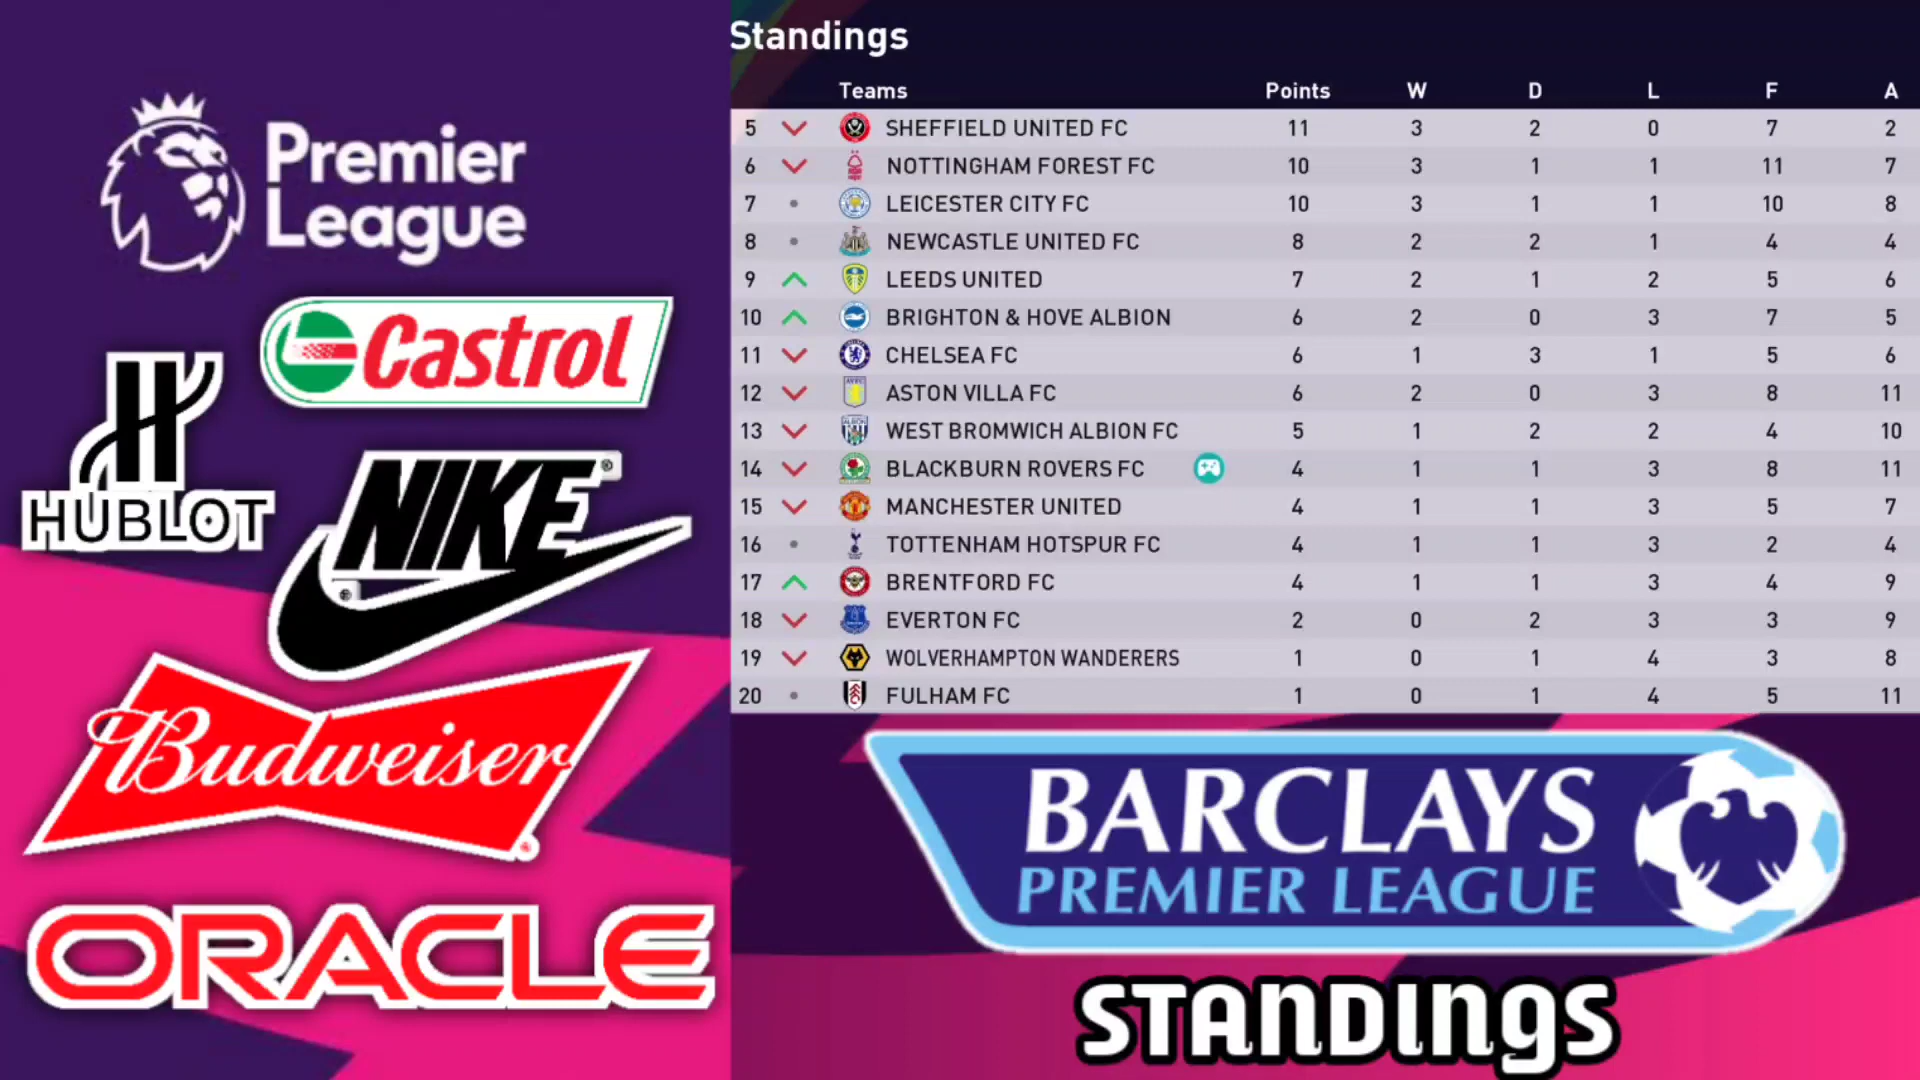 Premier
League
Castrol
HUBLOT
NIKE
Budweiser
ORACLE
Standings
Teams Points W D L F A
5 SHEFFIELD UNITED FC 11 3 2 0 7 2
6 NOTTINGHAM FOREST FC 10 3 1 1 11 7
7 LEICESTER CITY FC 10 3 1 1 10 8
8 NEWCASTLE UNITED FC 8 2 2 1 4 4
9 LEEDS UNITED 7 2 1 2 5 6
10 BRIGHTON & HOVE ALBION 6 2 0 3 7 5
11 CHELSEA FC 6 1 3 1 5 6
12 ASTON VILLA FC 6 2 0 3 8 11
13 WEST BROMWICH ALBION FC 5 1 2 2 4 10
14 BLACKBURN ROVERS FC 4 1 1 3 8 11
15 MANCHESTER UNITED 4 1 1 3 5 7
16 TOTTENHAM HOTSPUR FC 4 1 1 3 2 4
17 BRENTFORD FC 4 1 1 3 4 9
18 EVERTON FC 2 0 2 3 3 9
19 WOLVERHAMPTON WANDERERS 1 0 1 4 3 8
20 FULHAM FC 1 0 1 4 5 11
BARCLAYS
PREMIER LEAGUE
STANDINGS